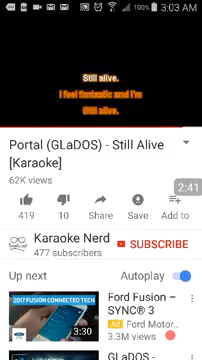 100% 3:03 AM
Still alive.
I feel fantastic and I'm
Still alive.
Portal (GLaDOS) - Still Alive
[Karaoke]
62K views
2:41
419 10 Share Save Add to
Karaoke Nerd SUBSCRIBE
477 subscribers
Up next Autoplay
2017 FUSION CONNECTED TECH
Ford Fusion –
SYNC® 3
Ad Ford Motor...
3:30 3.3M views
GLaDOS -